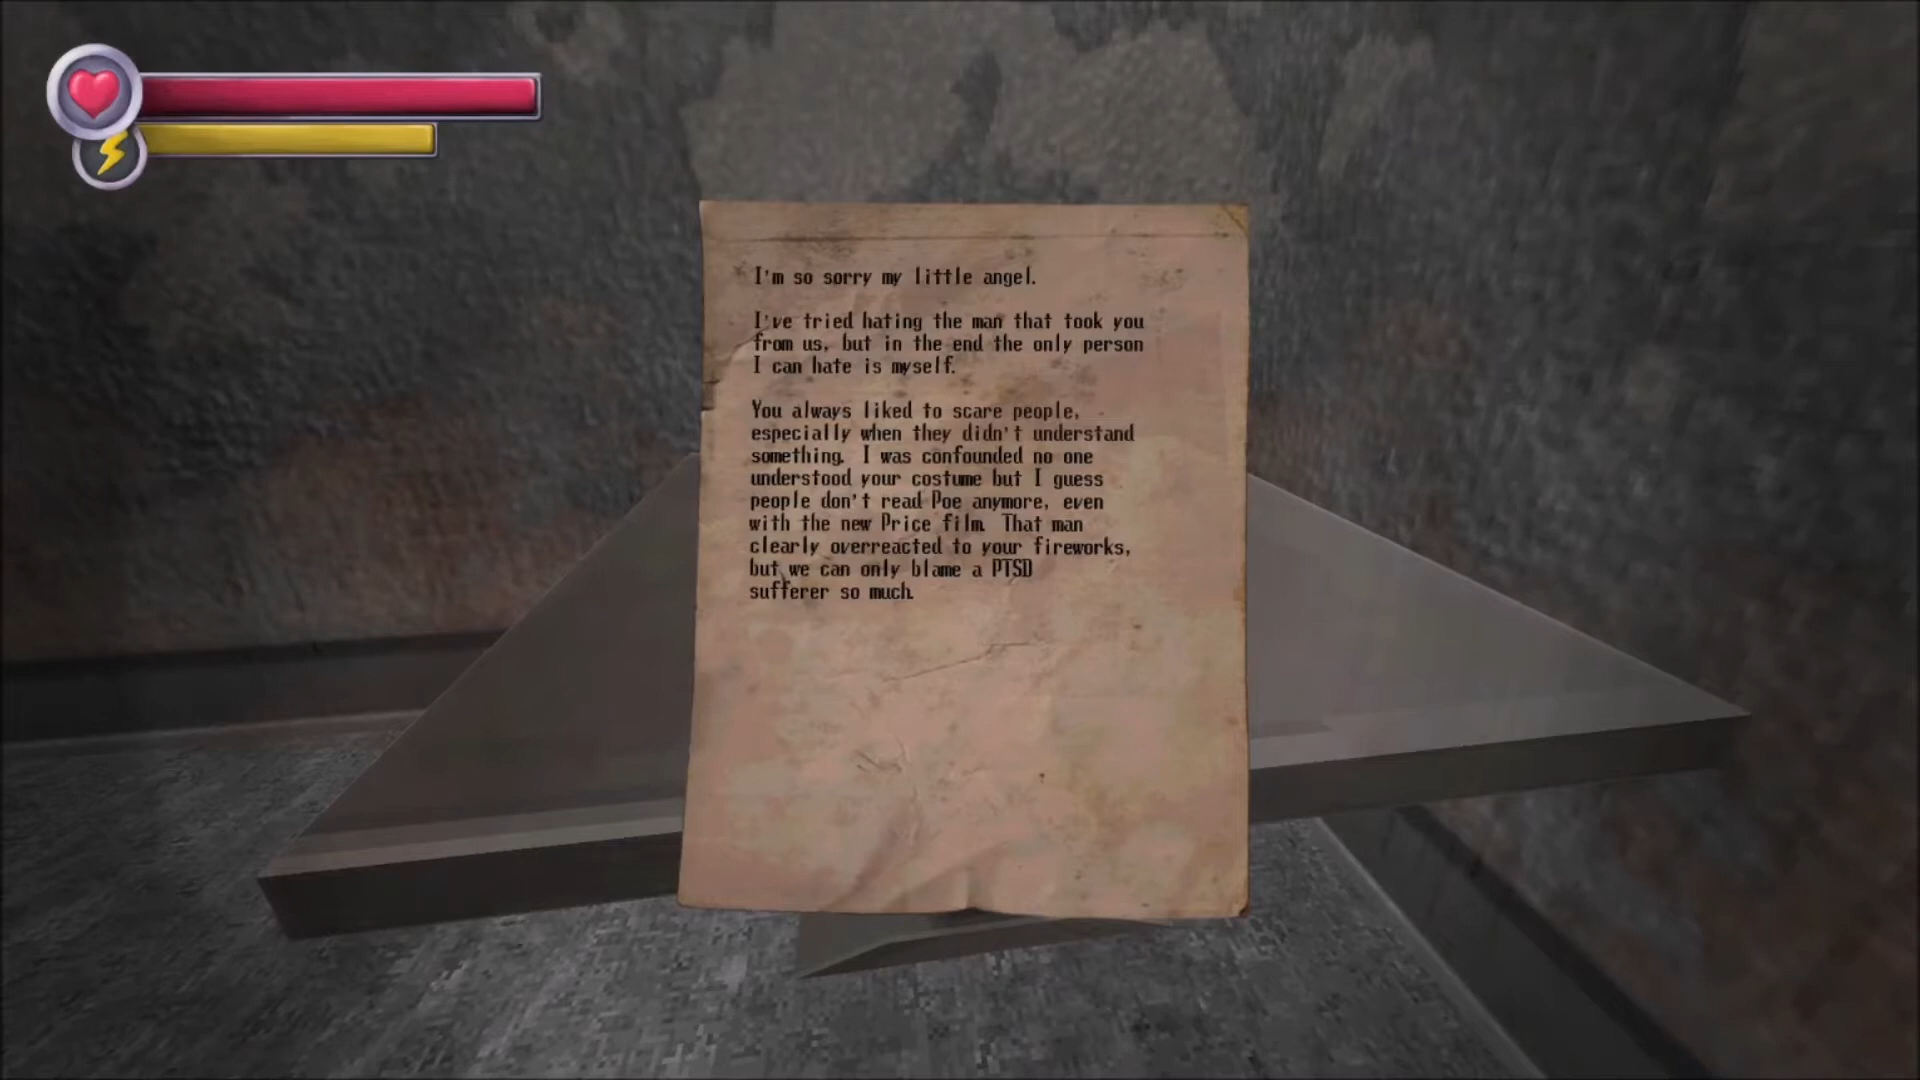 I'm so sorry my little angel.
I've tried hating the man that took you
from us, but in the end the only person
I can hate is myself.
You always liked to scare people,
especially when they didn't understand
something. I was confounded no one
understood your costume but I guess
people don't read Poe anymore, even
with the new Price film. That man
clearly overreacted to your fireworks,
but we can only blame a PTSD
sufferer so much.